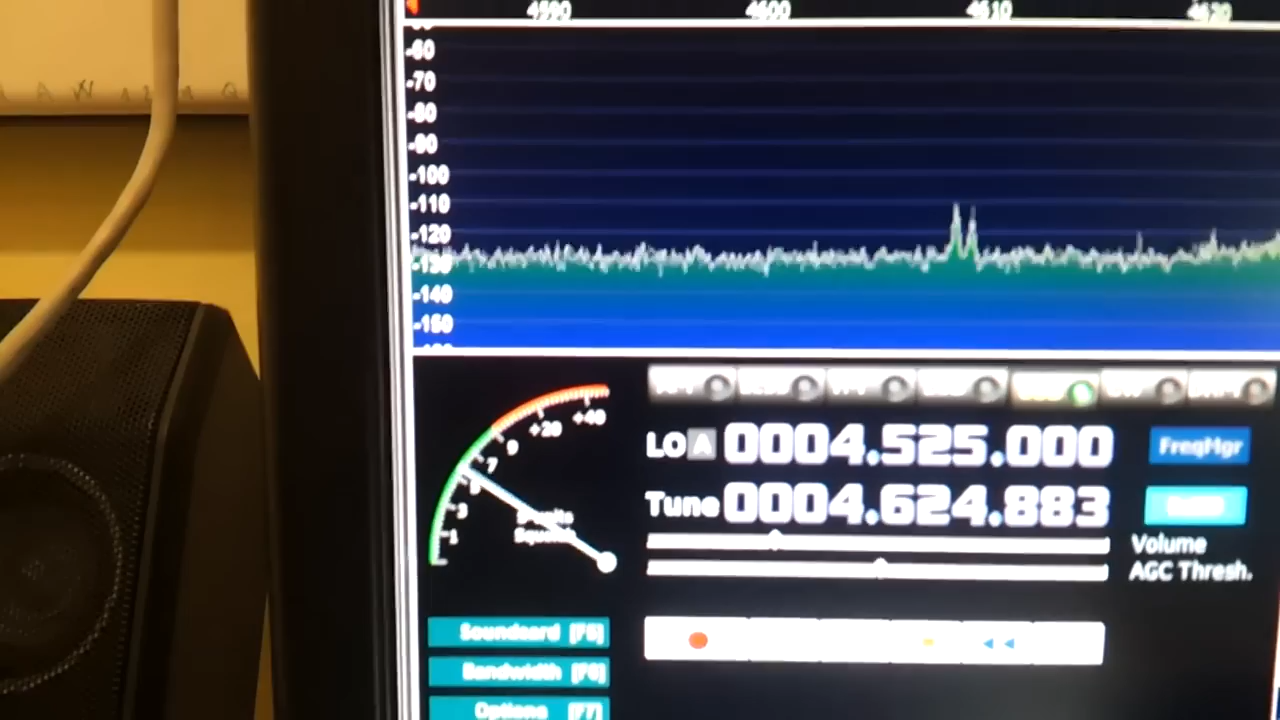 4590 4600 4610 4620
-60
-70
-80
-90
-100
-110
-120
-130
-140
-150
LO A 0004.525.000 FreqMgr
Tune 0004.624.883
Volume
AGC Thresh.
1 3 5 7 9 +20 +40
S-units
Squelch
Soundcard [F5]
Bandwidth [F6]
Options [F7]